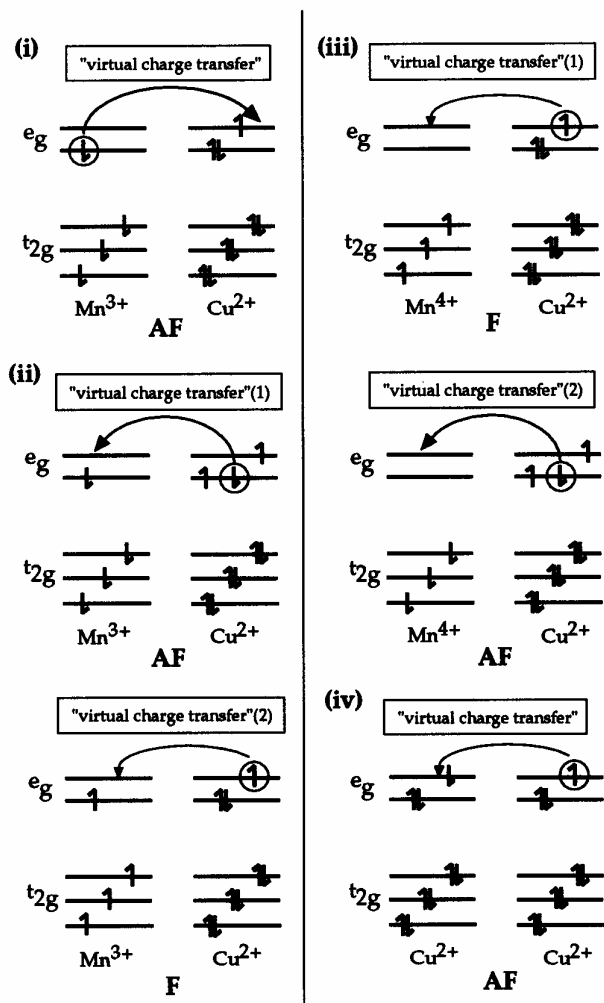 (i)
"virtual charge transfer"
eg
t2g
Mn3+ Cu2+
AF
(ii)
"virtual charge transfer"(1)
eg
t2g
Mn3+ Cu2+
AF
"virtual charge transfer"(2)
eg
t2g
Mn3+ Cu2+
F
(iii)
"virtual charge transfer"(1)
eg
t2g
Mn4+ Cu2+
F
"virtual charge transfer"(2)
eg
t2g
Mn4+ Cu2+
AF
(iv)
"virtual charge transfer"
eg
t2g
Cu2+ Cu2+
AF